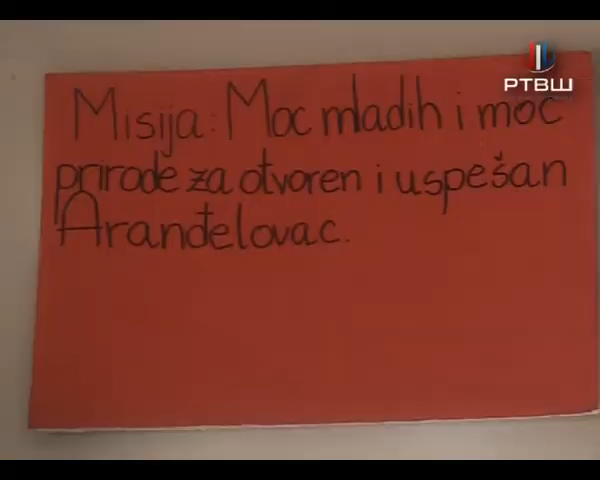 РТВШ
Misija: Moc mladih i moc
prirode za otvoren i uspešan
Aranđelovac.